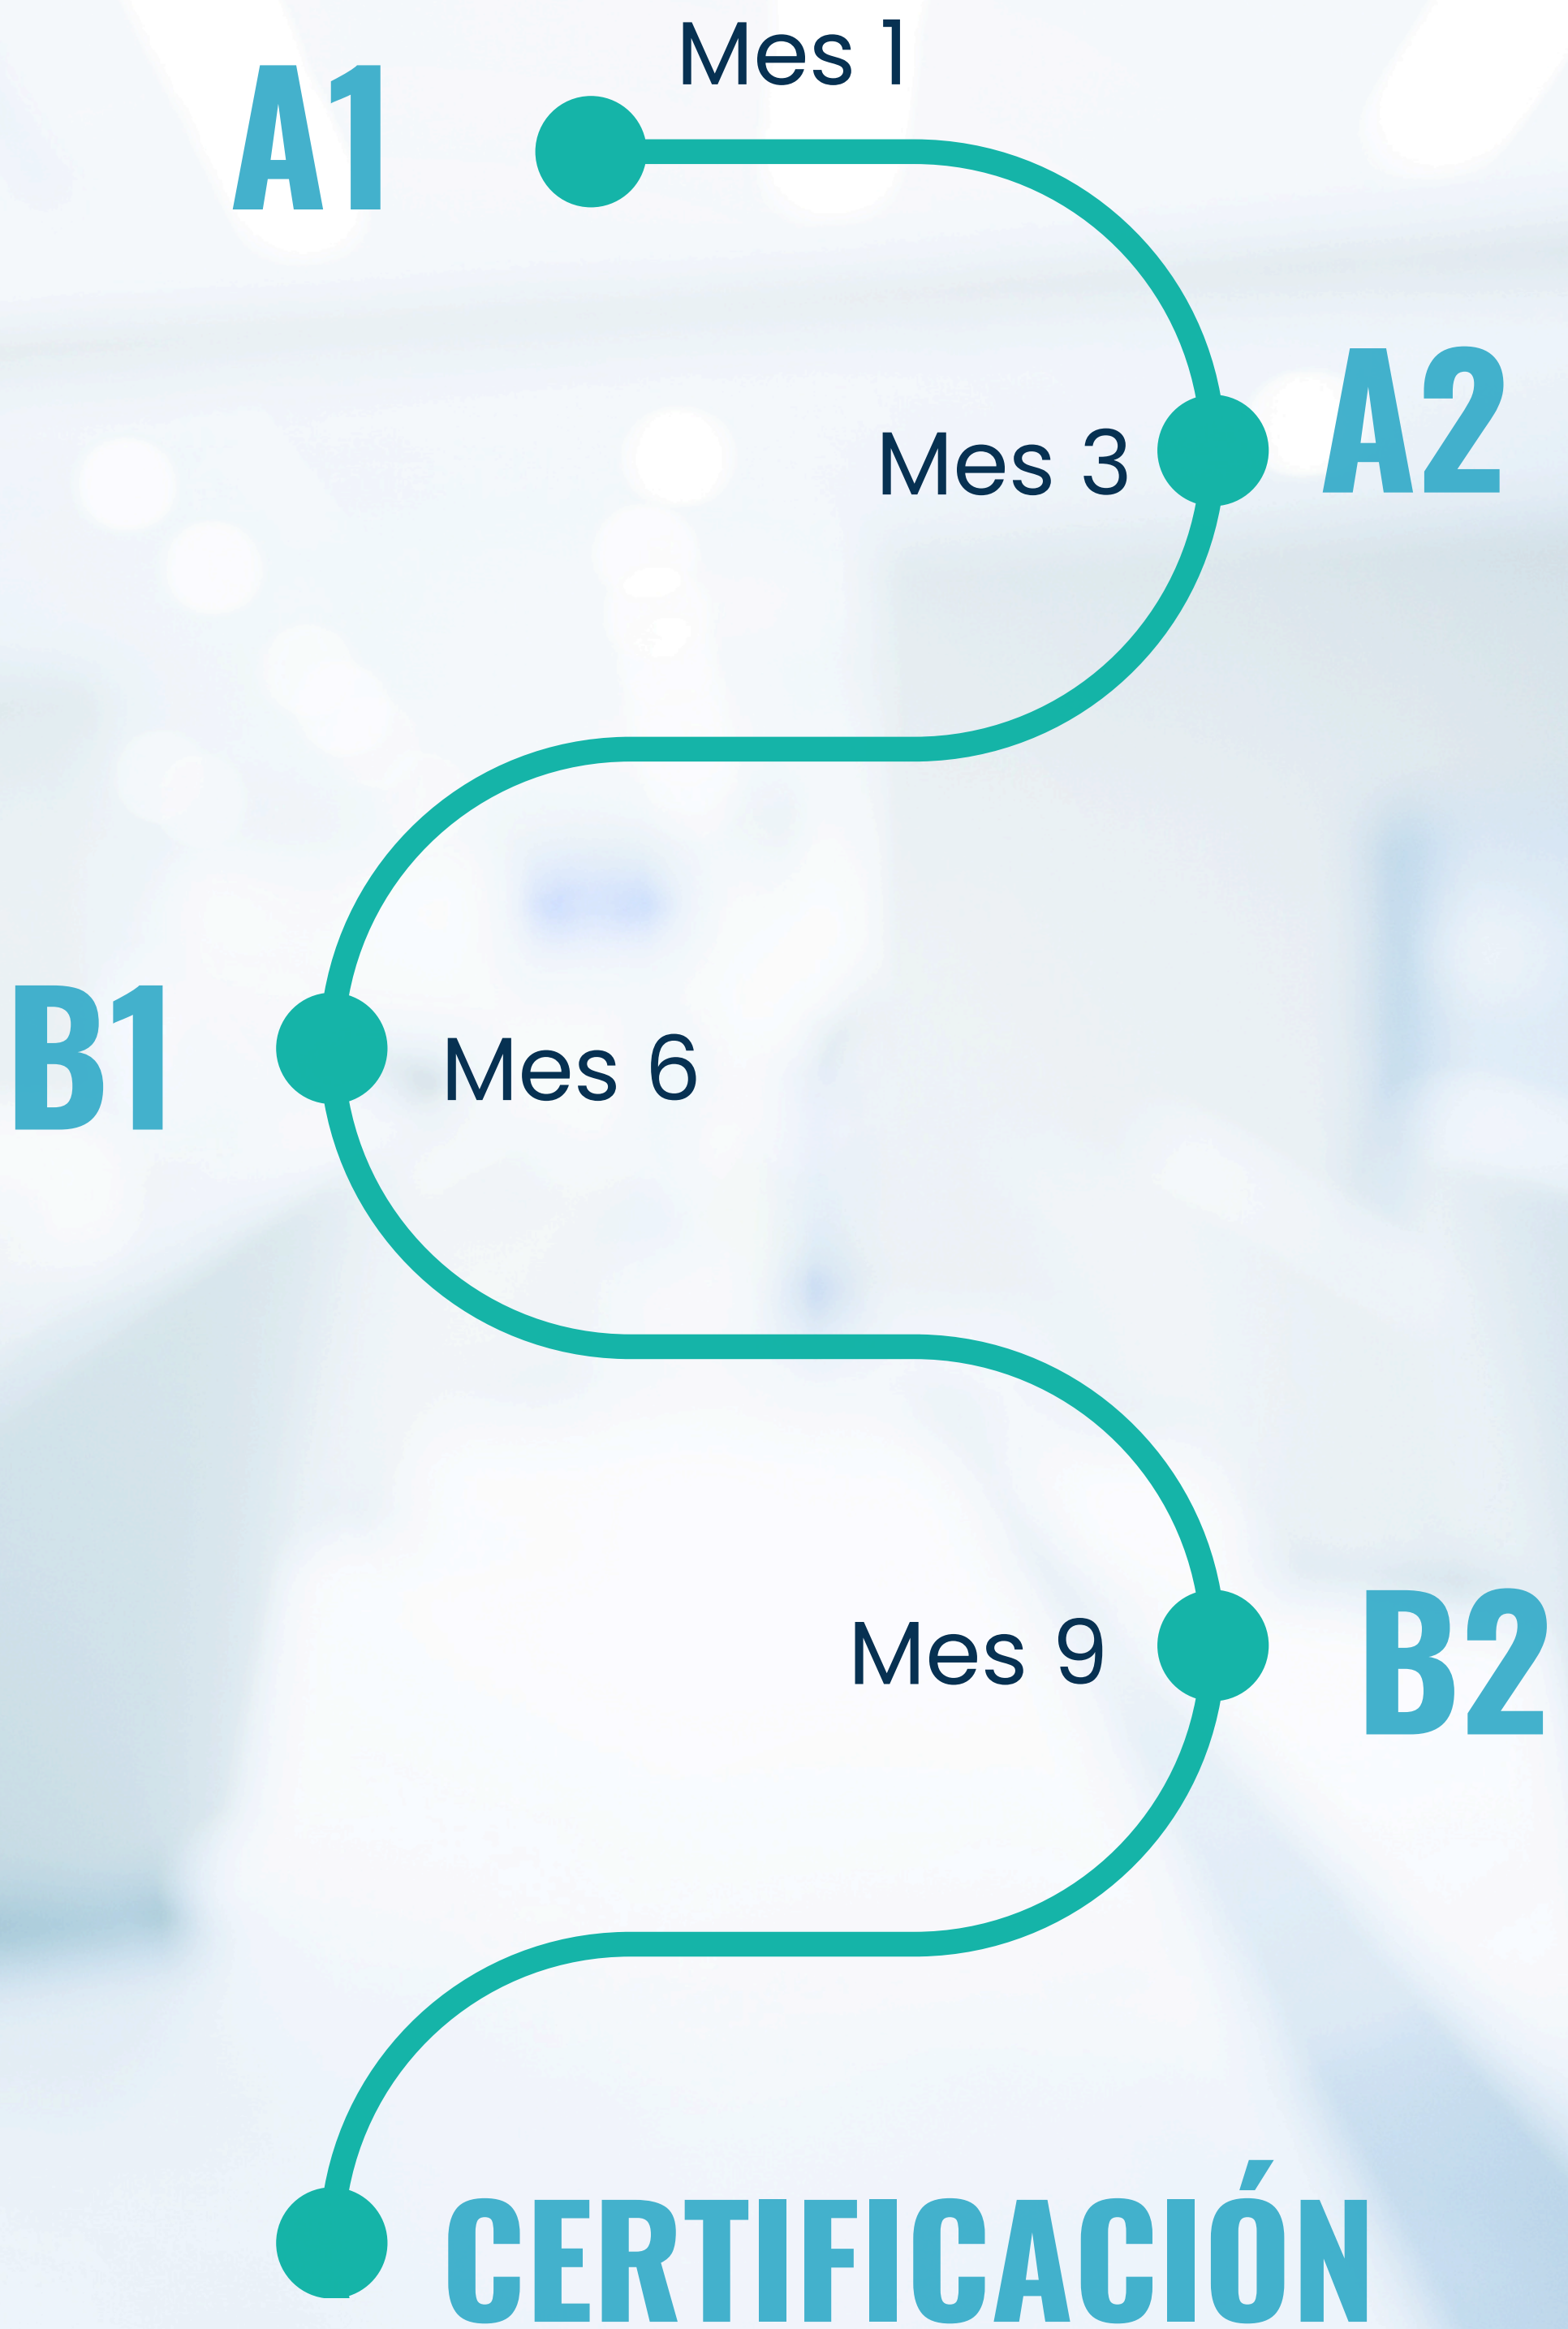 Mes 1
A1
Mes 3
A2
B1
Mes 6
Mes 9
B2
CERTIFICACIÓN